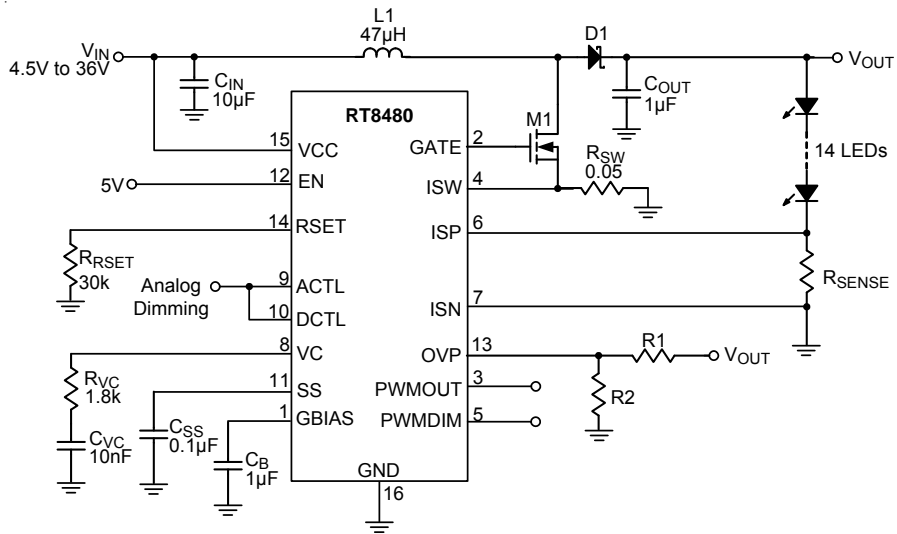 L1
47µH
D1
VIN
4.5V to 36V
VOUT
CIN
10µF
COUT
1µF
RT8480
M1
15
VCC
GATE
2
RSW
0.05
14 LEDs
5V
12
EN
ISW
4
14
RSET
ISP
6
RRSET
30k
RSENSE
Analog
Dimming
9
ACTL
10
DCTL
ISN
7
8
VC
OVP
13
R1
VOUT
RVC
1.8k
11
SS
PWMOUT
3
R2
1
GBIAS
PWMDIM
5
CVC
10nF
CSS
0.1µF
CB
1µF
GND
16